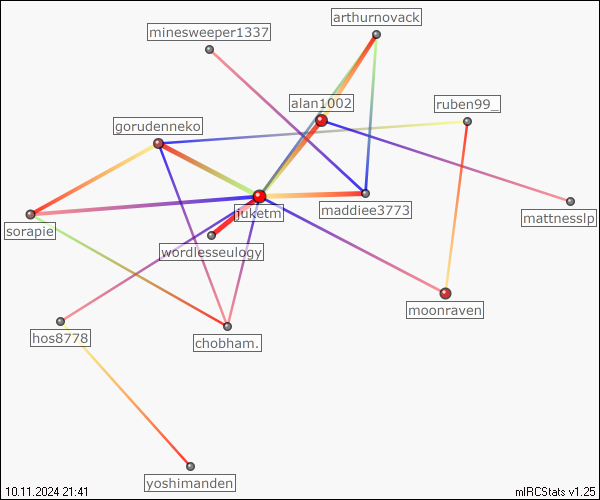 arthurnovack
minesweeper1337
alan1002
ruben99_
gorudenneko
juketm
maddiee3773
mattnesslp
sorapie
wordlesseulogy
moonraven
hos8778
chobham.
yoshimanden
10.11.2024 21:41
mIRCStats v1.25